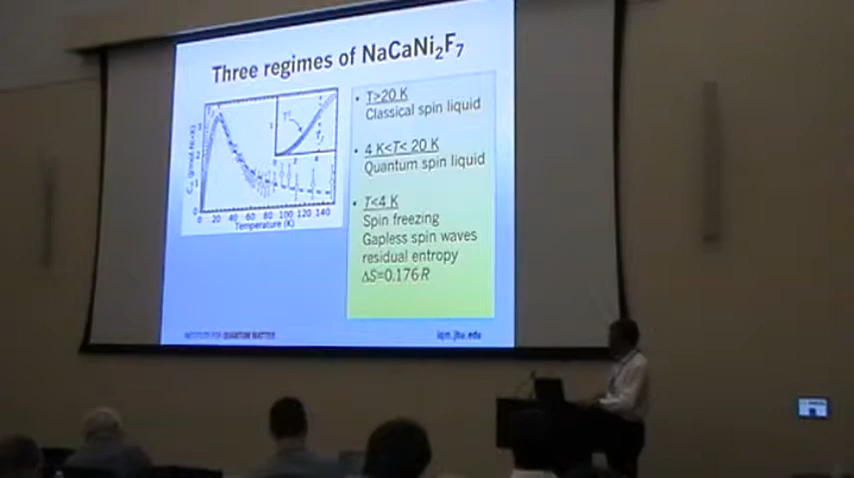 Three regimes of NaCaNi₂F₇
• T>20 K
Classical spin liquid
• 4 K<T< 20 K
Quantum spin liquid
• T<4 K
Spin freezing
Gapless spin waves
residual entropy
ΔS=0.176R
0 20 40 60 80 100 120 140
Temperature (K)
INSTITUTE FOR QUANTUM MATTER
iqm.jhu.edu